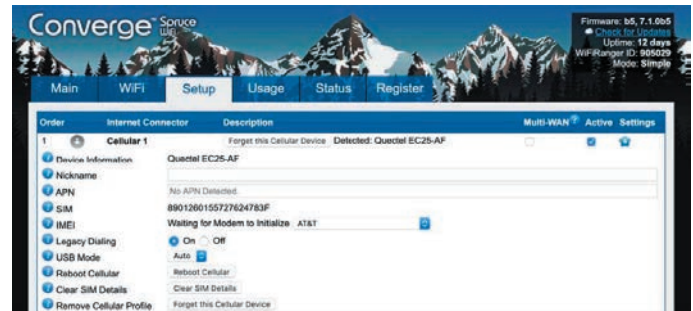 Converge™ Spruce
WiFi
Firmware: b5, 7.1.0b5
Check for Updates
Uptime: 12 days
WiFiRanger ID: 905029
Mode: Simple
Main WiFi Setup Usage Status Register
Order Internet Connector Description Multi-WAN ? Active Settings
1 Cellular 1 Forget this Cellular Device Detected: Quectel EC25-AF
Device Information Quectel EC25-AF
Nickname
APN No APN Detected
SIM 8901260155727624783F
IMEI Waiting for Modem to Initialize AT&T
Legacy Dialing On Off
USB Mode Auto
Reboot Cellular Reboot Cellular
Clear SIM Details Clear SIM Details
Remove Cellular Profile Forget this Cellular Device